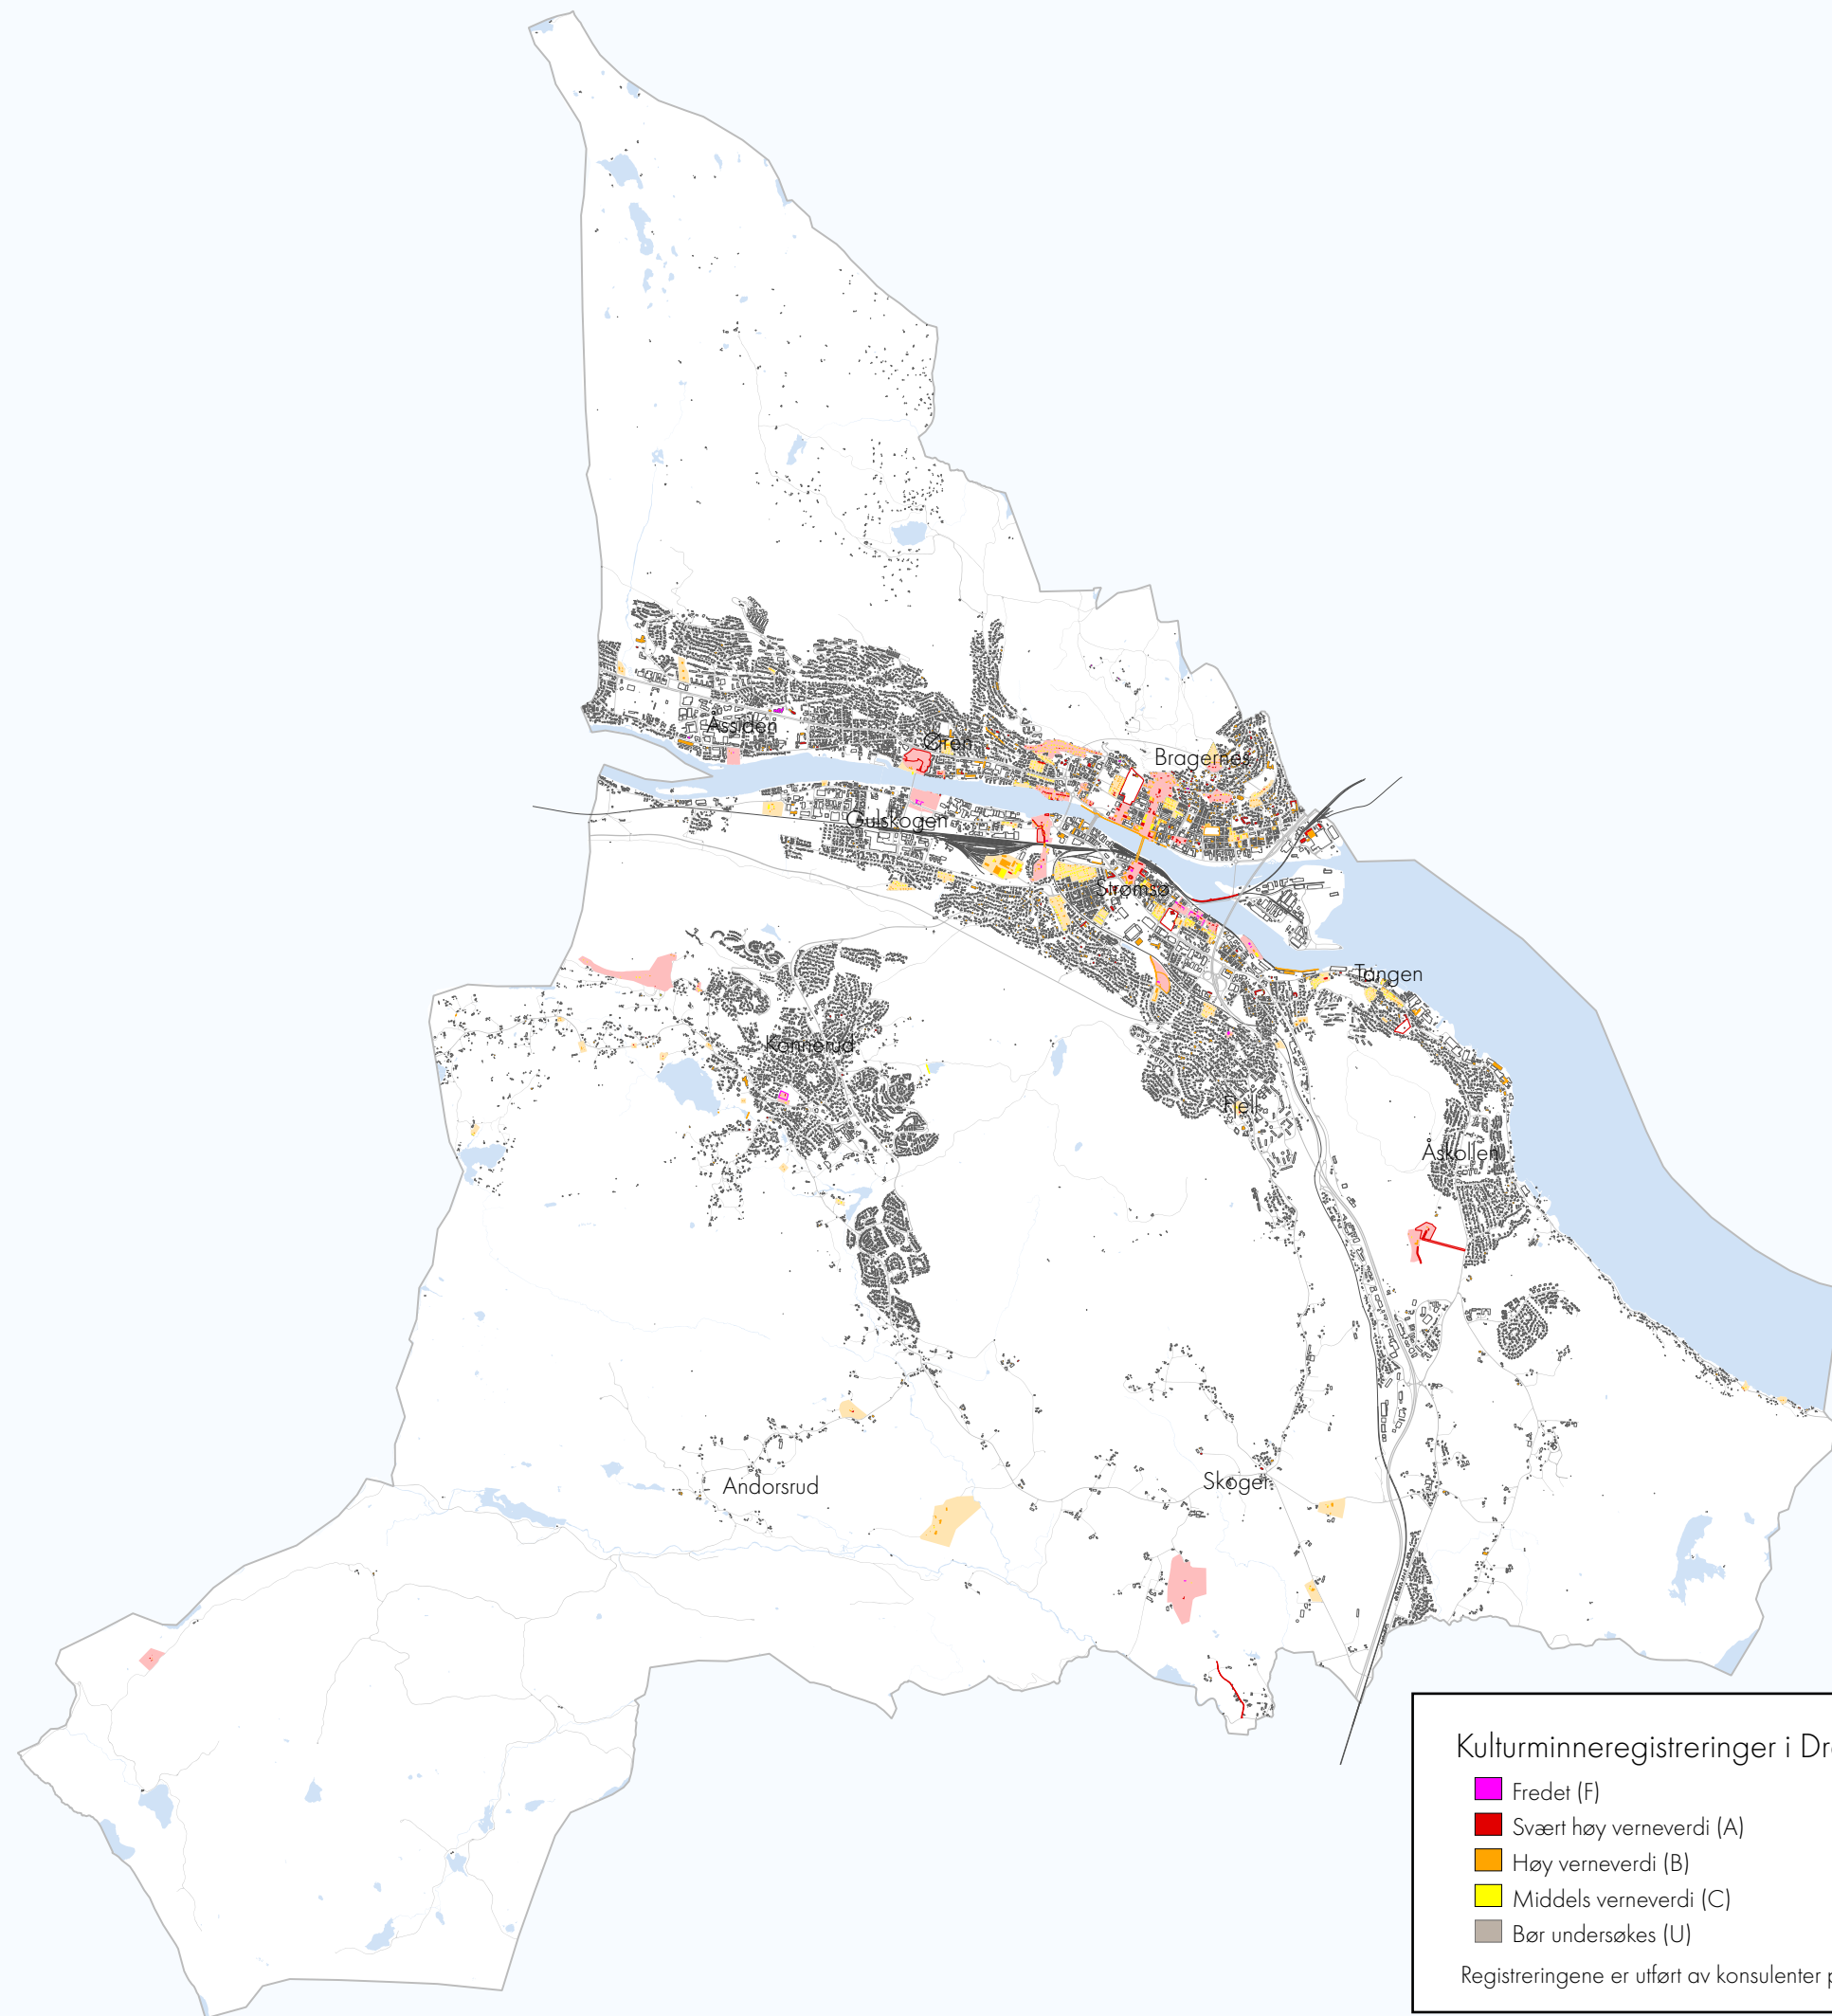 Åssiden
Øren
Bragernes
Gulskogen
Strømsø
Tangen
Konnerud
Fjell
Åskollen
Andorsrud
Skoger
Kulturminneregistreringer i Dr
Fredet (F)
Svært høy verneverdi (A)
Høy verneverdi (B)
Middels verneverdi (C)
Bør undersøkes (U)
Registreringene er utført av konsulenter p